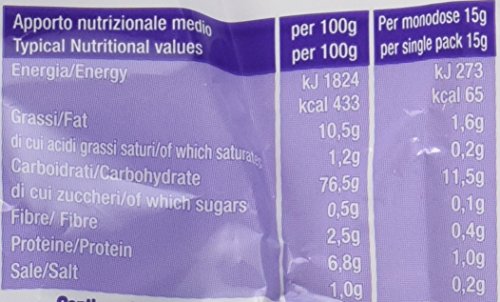 Apporto nutrizionale medio per 100g Per monodose 15g
Typical Nutritional values per 100g per single pack 15g
Energia/Energy kJ 1824 kJ 273
kcal 433 kcal 65
Grassi/Fat 10,5g 1,6g
di cui acidi grassi saturi/of which saturates 1,2g 0,2g
Carboidrati/Carbohydrate 76,5g 11,5g
di cui zuccheri/of which sugars 0,5g 0,1g
Fibre/ Fibre 2,5g 0,4g
Proteine/Protein 6,8g 1,0g
Sale/Salt 1,0g 0,2g